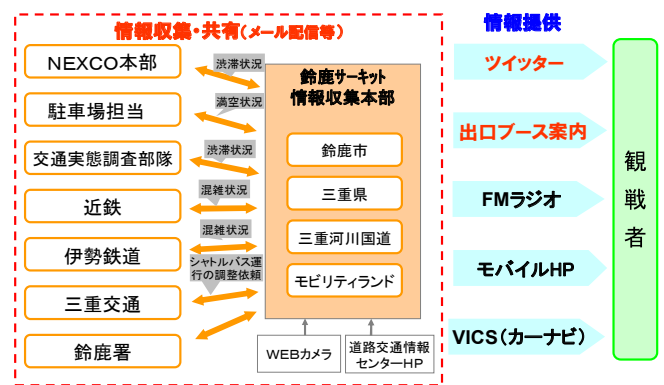 情報収集・共有(メール配信等)
NEXCO本部
駐車場担当
交通実態調査部隊
近鉄
伊勢鉄道
三重交通
鈴鹿署
渋滞状況
満空状況
渋滞状況
混雑状況
混雑状況
シャトルバス運
行の調整依頼
鈴鹿サーキット
情報収集本部
鈴鹿市
三重県
三重河川国道
モビリティランド
WEBカメラ
道路交通情報
センターHP
情報提供
ツイッター
出口ブース案内
FMラジオ
モバイルHP
VICS(カーナビ)
観戦者